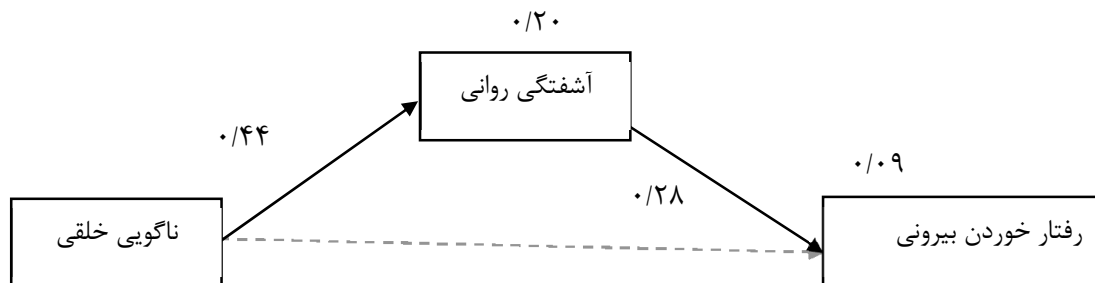 ۰/۲۰
آشفتگی روانی
۰/۴۴
۰/۰۹
۰/۲۸
ناگویی خلقی
رفتار خوردن بیرونی